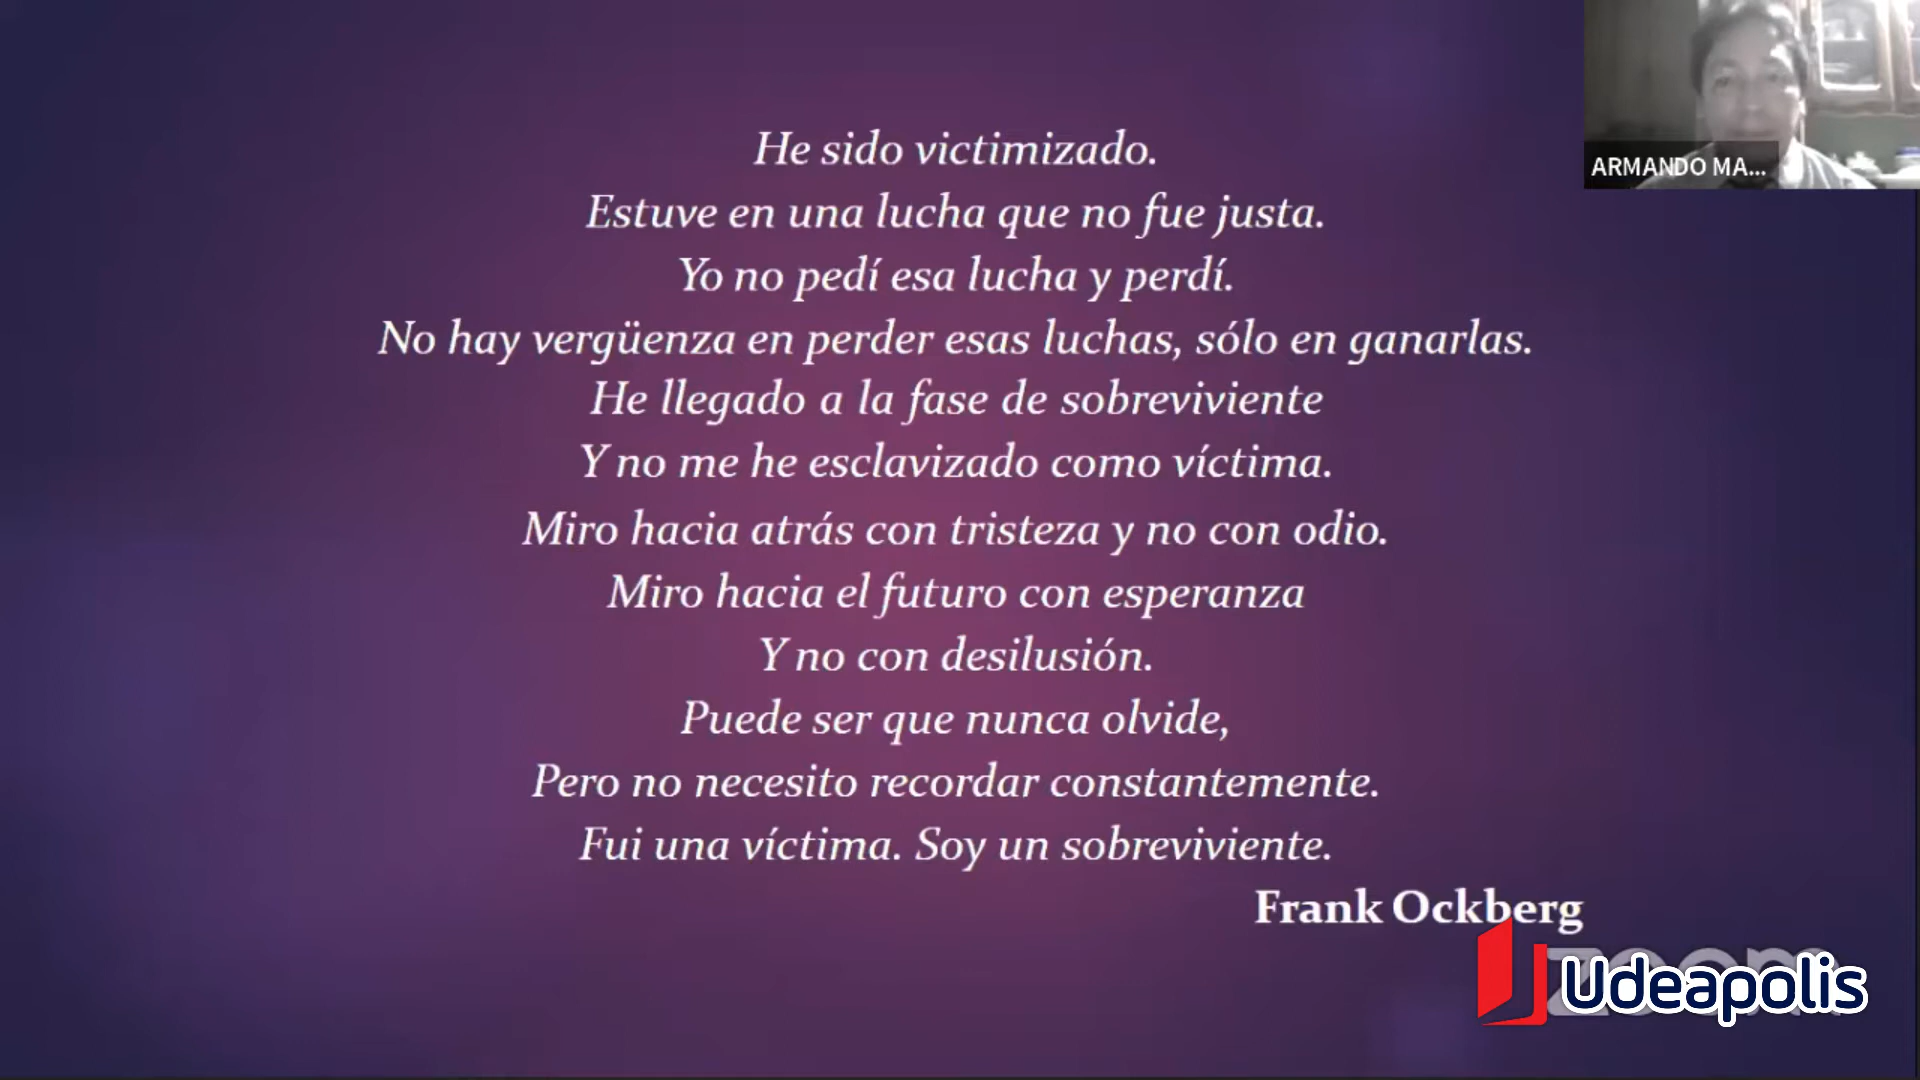 ARMANDO MA...
He sido victimizado.
Estuve en una lucha que no fue justa.
Yo no pedí esa lucha y perdí.
No hay vergüenza en perder esas luchas, sólo en ganarlas.
He llegado a la fase de sobreviviente
Y no me he esclavizado como víctima.
Miro hacia atrás con tristeza y no con odio.
Miro hacia el futuro con esperanza
Y no con desilusión.
Puede ser que nunca olvide,
Pero no necesito recordar constantemente.
Fui una víctima. Soy un sobreviviente.
Frank Ockberg
zoom
Udeapolis